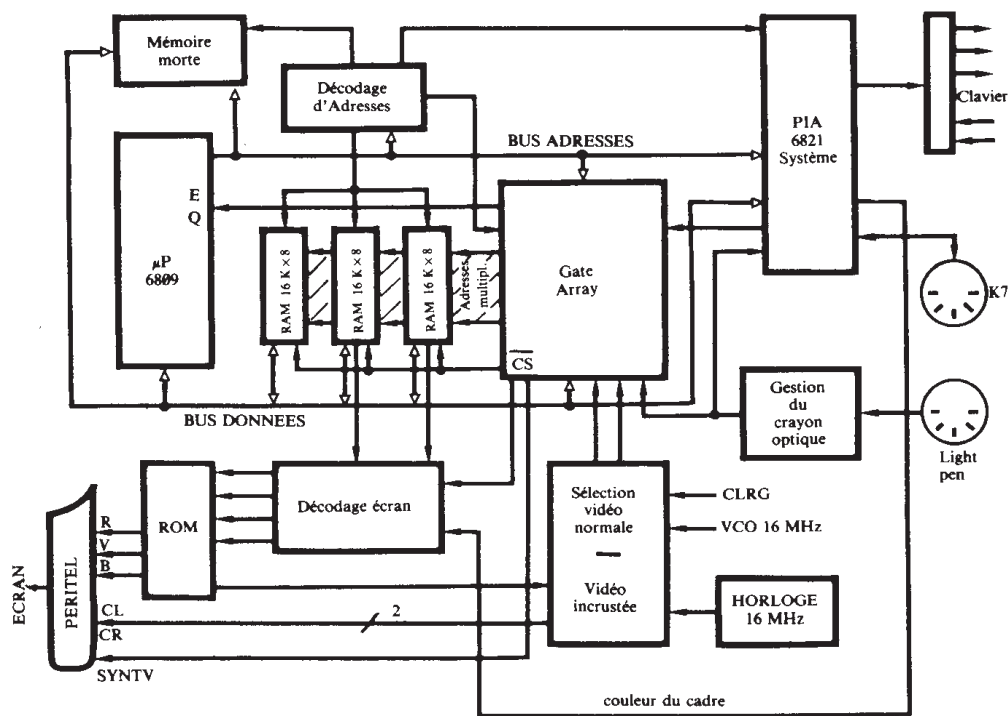 Mémoire
morte
Décodage
d'Adresses
PIA
6821
Système
Clavier
BUS ADRESSES
E
Q
µP
6809
RAM 16 K × 8
RAM 16 K × 8
RAM 16 K × 8
Adresses
multipl.
Gate
Array
CS
K7
BUS DONNEES
Gestion
du
crayon
optique
Light
pen
ROM
Décodage écran
Sélection
vidéo
normale
Vidéo
incrustée
CLRG
VCO 16 MHz
HORLOGE
16 MHz
ECRAN
PERITEL
R
V
B
CL
CR
2
SYNTV
couleur du cadre